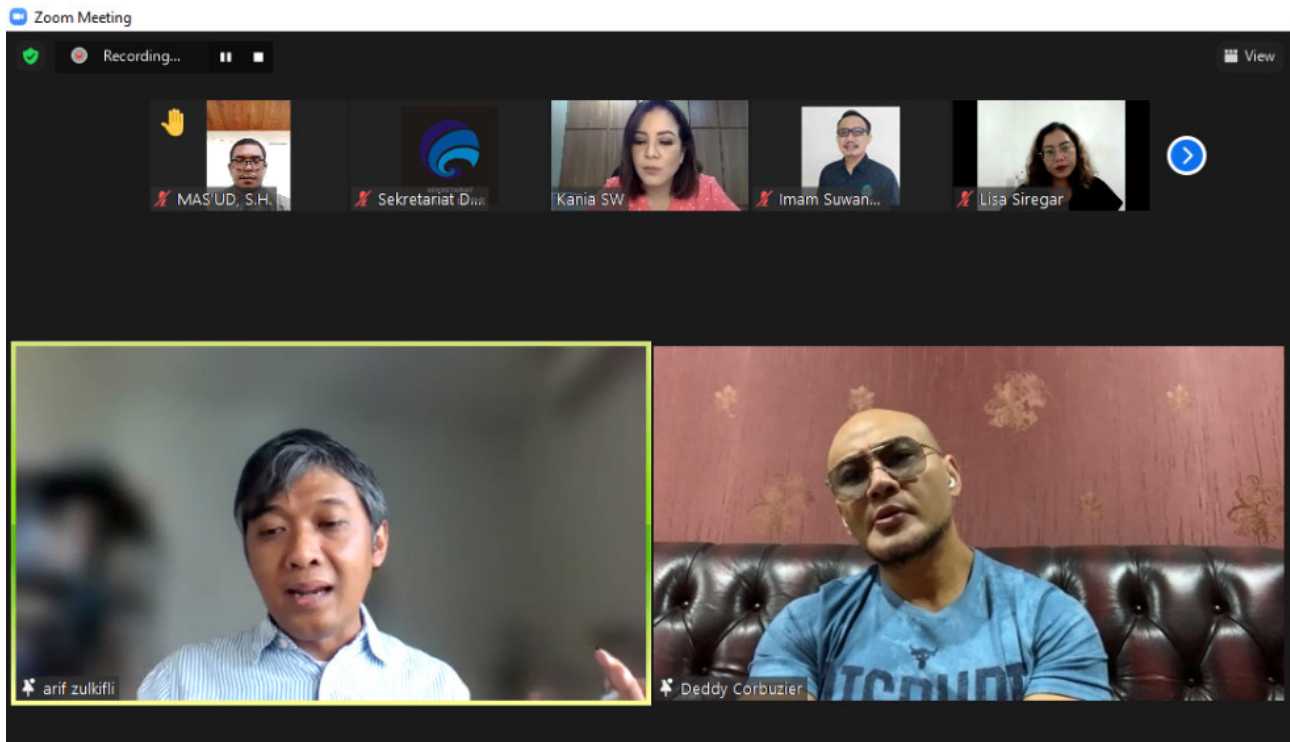 Zoom Meeting
Recording...
View
MAS'UD, S.H.
Sekretariat D...
Kania SW
Imam Suwan...
Lisa Siregar
arif zulkifli
Deddy Corbuzier